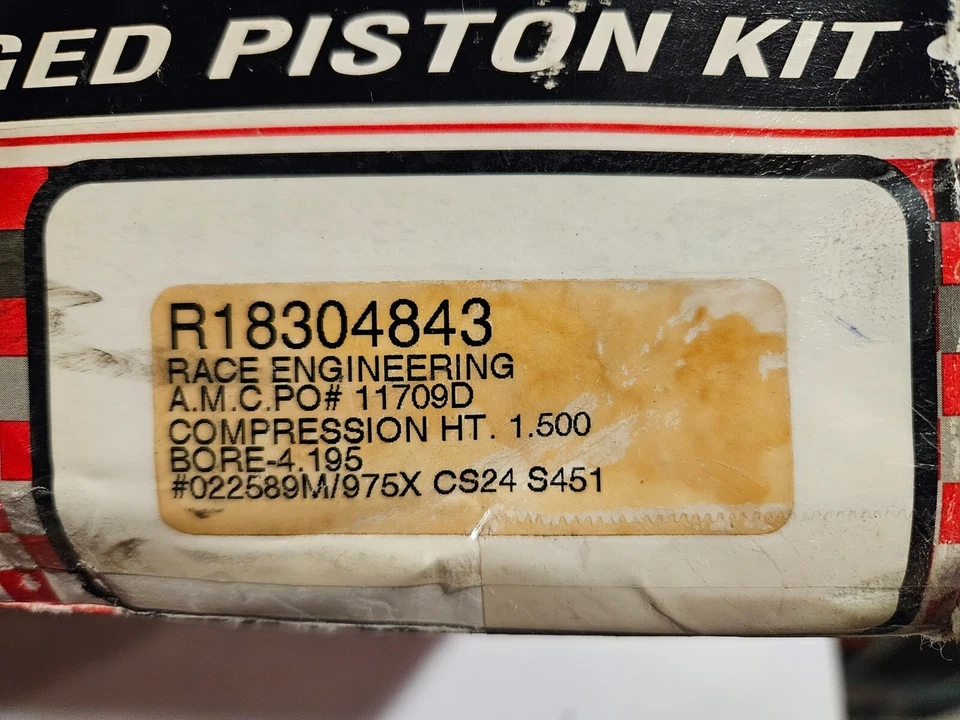 GED PISTON KIT
R18304843
RACE ENGINEERING
A.M.C.PO# 11709D
COMPRESSION HT. 1.500
BORE-4.195
#022589M/975X CS24 S451